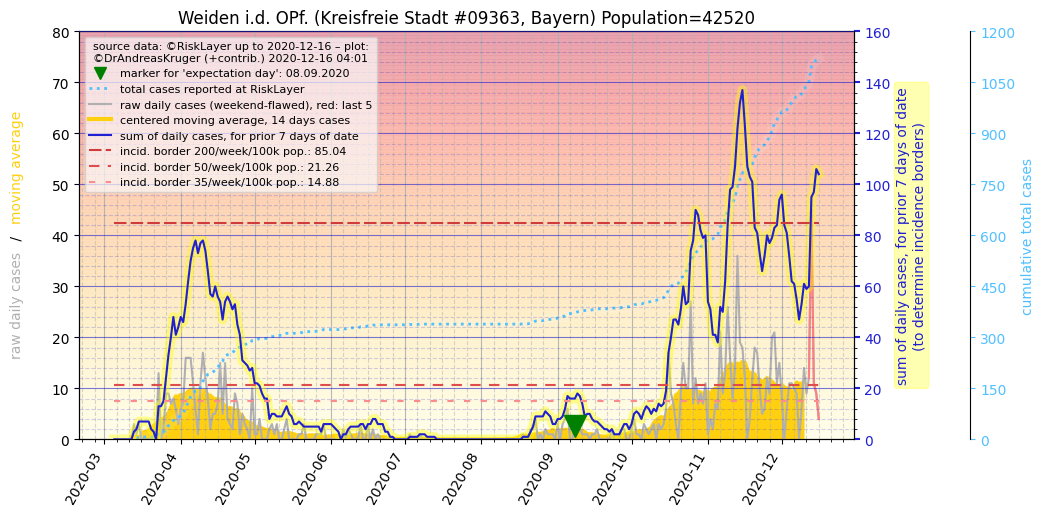 Weiden i.d. OPf. (Kreisfreie Stadt #09363, Bayern) Population=42520
source data: ©RiskLayer up to 2020-12-16 – plot:
©DrAndreasKruger (+contrib.) 2020-12-16 04:01
marker for 'expectation day': 08.09.2020
total cases reported at RiskLayer
raw daily cases (weekend-flawed), red: last 5
centered moving average, 14 days cases
sum of daily cases, for prior 7 days of date
incid. border 200/week/100k pop.: 85.04
incid. border 50/week/100k pop.: 21.26
incid. border 35/week/100k pop.: 14.88
raw daily cases / moving average
80
70
60
50
40
30
20
10
0
160
140
120
100
80
60
40
20
0
sum of daily cases, for prior 7 days of date
(to determine incidence borders)
1200
1050
900
750
600
450
300
150
0
cumulative total cases
2020-03
2020-04
2020-05
2020-06
2020-07
2020-08
2020-09
2020-10
2020-11
2020-12